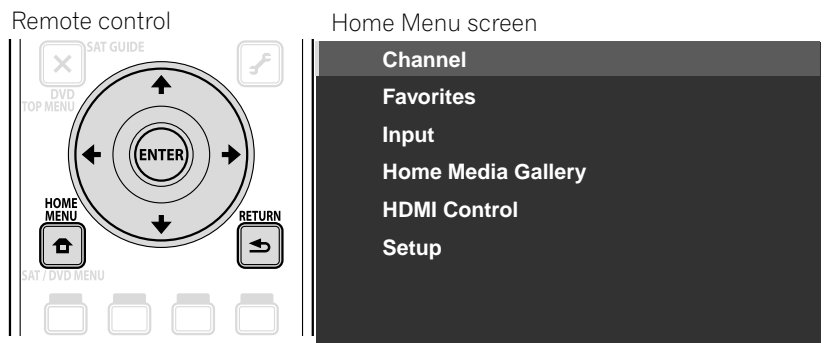 Remote control
Home Menu screen
SAT GUIDE
DVD
TOP MENU
ENTER
HOME
MENU
RETURN
SAT / DVD MENU
Channel
Favorites
Input
Home Media Gallery
HDMI Control
Setup